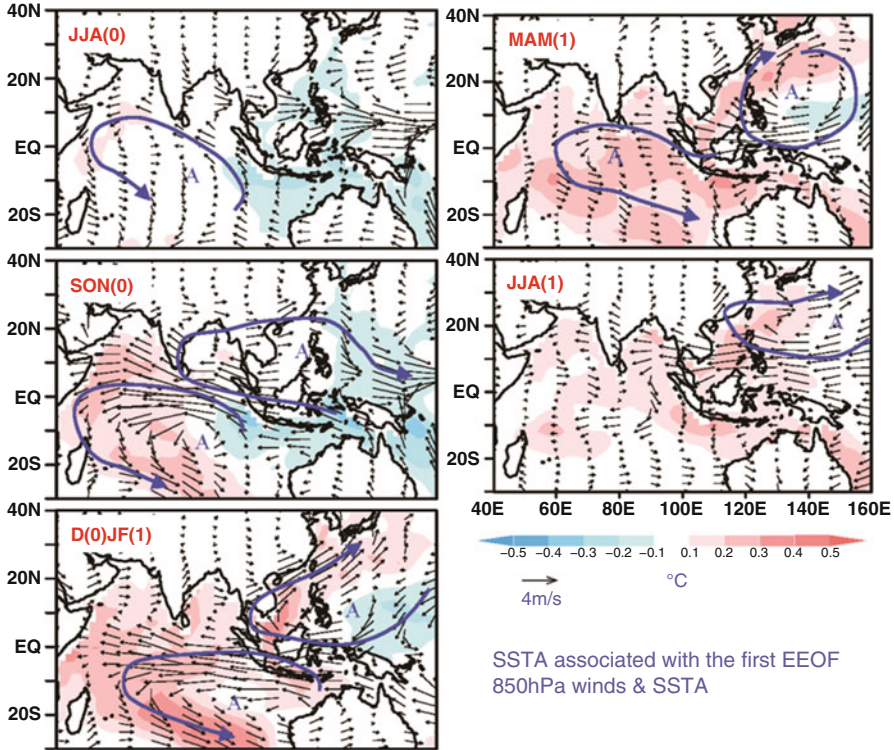 40N
20N
EQ
20S
JJA(0)
A
40N
20N
EQ
20S
MAM(1)
A
A
40N
20N
EQ
20S
SON(0)
A
A
40N
20N
EQ
20S
JJA(1)
A
40E 60E 80E 100E 120E 140E 160E
40N
20N
EQ
20S
D(0)JF(1)
A
A
−0.5 −0.4 −0.3 −0.2 −0.1 0.1 0.2 0.3 0.4 0.5
4m/s
°C
SSTA associated with the first EEOF
850hPa winds & SSTA